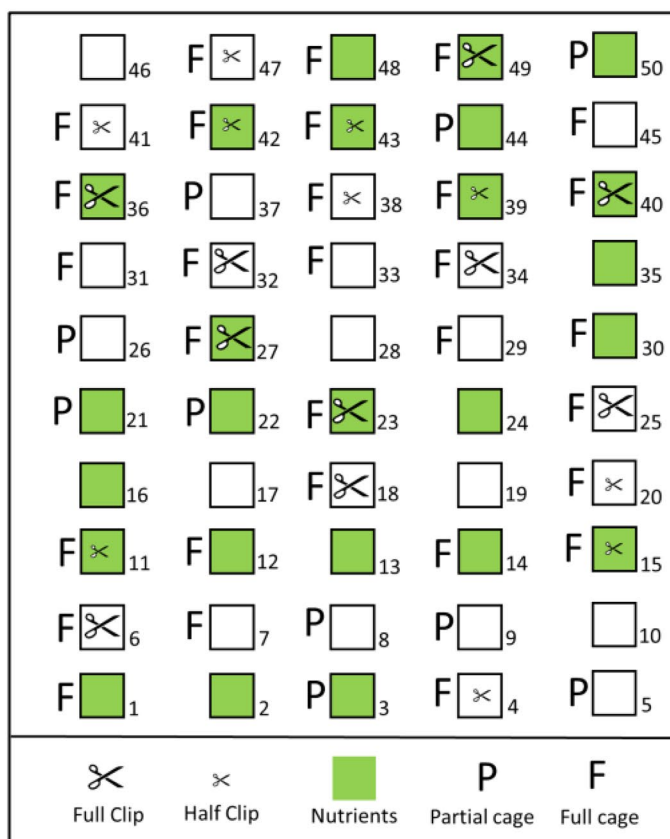 46 F 47 F 48 F 49 P 50
F 41 F 42 F 43 P 44 F 45
F 36 P 37 F 38 F 39 F 40
F 31 F 32 F 33 F 34 35
P 26 F 27 28 F 29 F 30
P 21 P 22 F 23 24 F 25
16 17 F 18 19 F 20
F 11 F 12 13 F 14 F 15
F 6 F 7 P 8 P 9 10
F 1 2 P 3 F 4 P 5
P F
Full Clip Half Clip Nutrients Partial cage Full cage